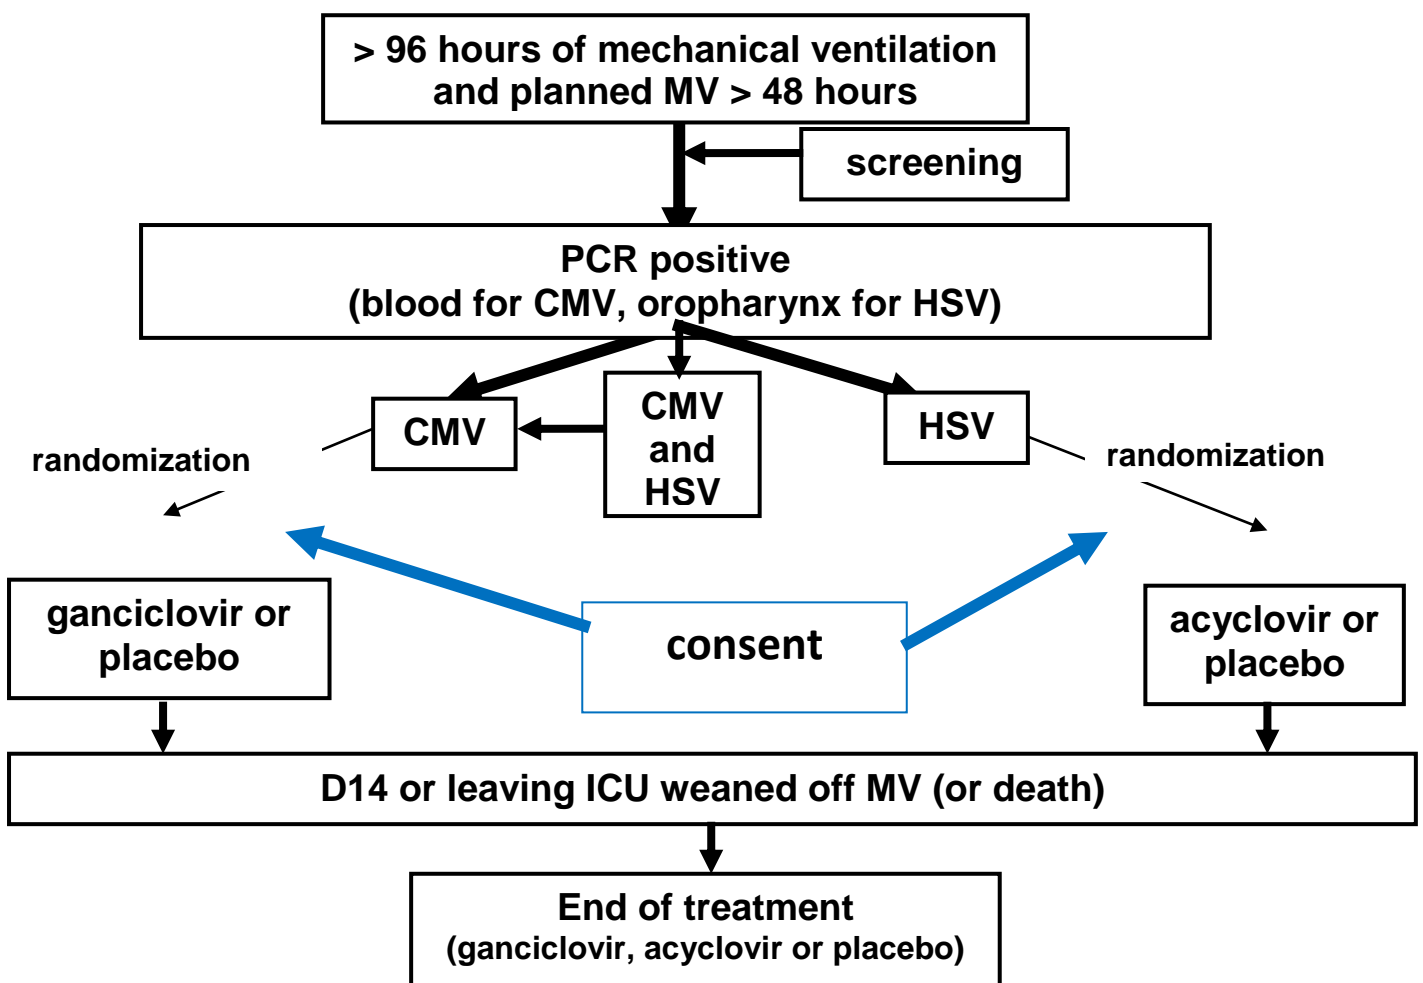 > 96 hours of mechanical ventilation
and planned MV > 48 hours
screening
PCR positive
(blood for CMV, oropharynx for HSV)
CMV
CMV
and
HSV
HSV
randomization
randomization
ganciclovir or
placebo
consent
acyclovir or
placebo
D14 or leaving ICU weaned off MV (or death)
End of treatment
(ganciclovir, acyclovir or placebo)